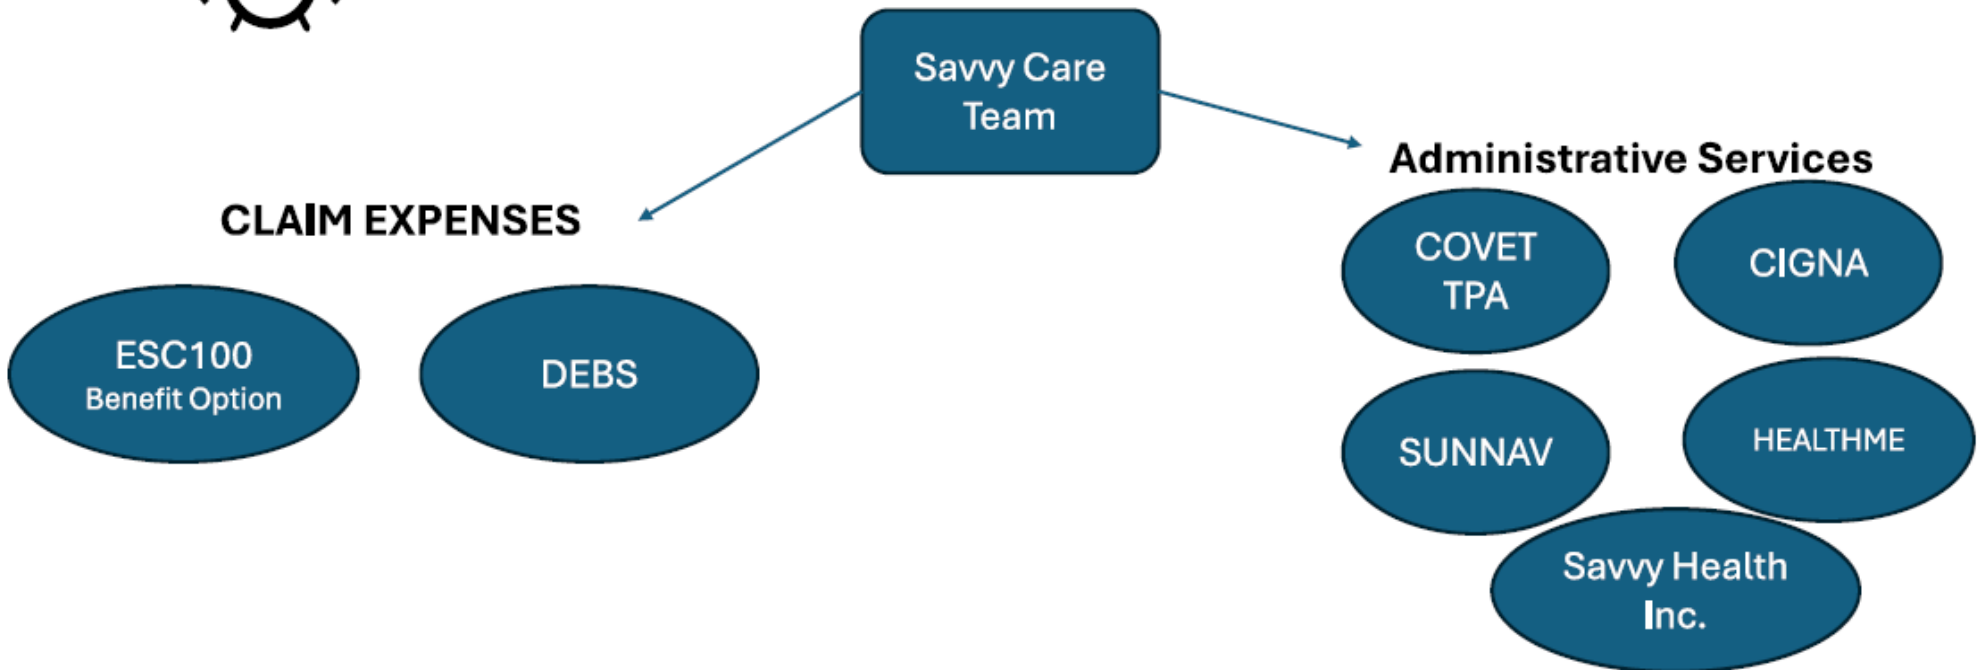 Savvy Care
Team
CLAIM EXPENSES
ESC100
Benefit Option
DEBS
Administrative Services
COVET
TPA
CIGNA
SUNNAV
HEALTHME
Savvy Health
Inc.